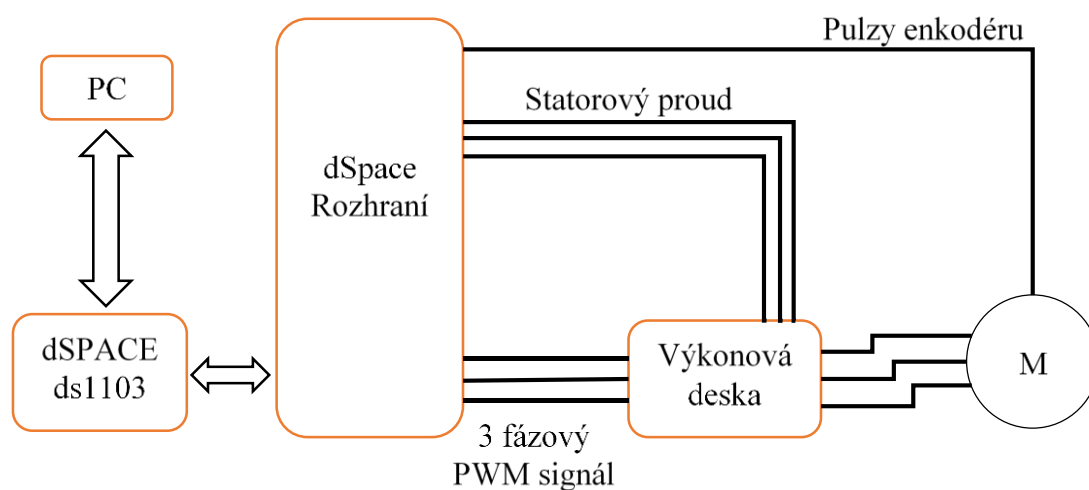 Pulzy enkodéru
PC
Statorový proud
dSpace
Rozhraní
dSPACE
ds1103
Výkonová
deska
M
3 fázový
PWM signál